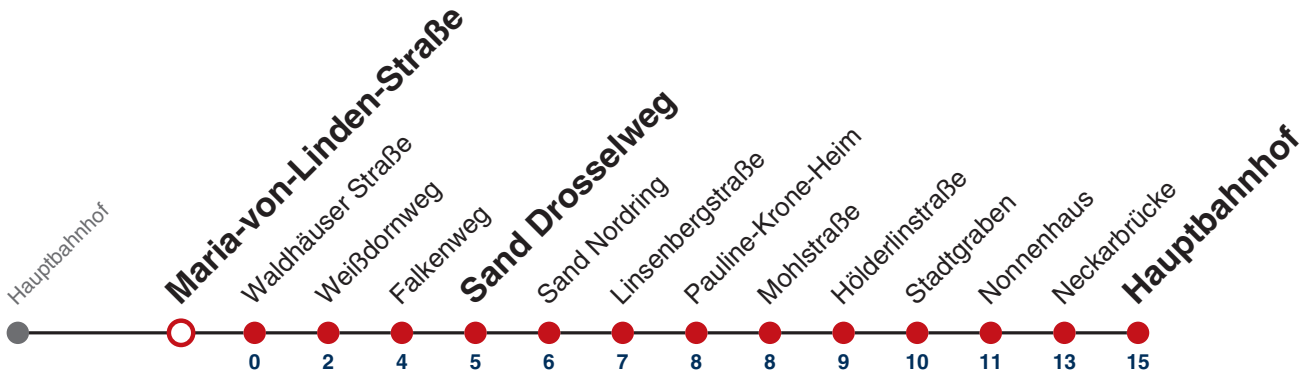 Hauptbahnhof
Maria-von-Linden-Straße
Waldhäuser Straße
Weißdornweg
Falkenweg
Sand Drosselweg
Sand Nordring
Linsenbergstraße
Pauline-Krone-Heim
Mohlstraße
Hölderlinstraße
Stadtgraben
Nonnenhaus
Neckarbrücke
Hauptbahnhof
0 2 4 5 6 7 8 8 9 10 11 13 15